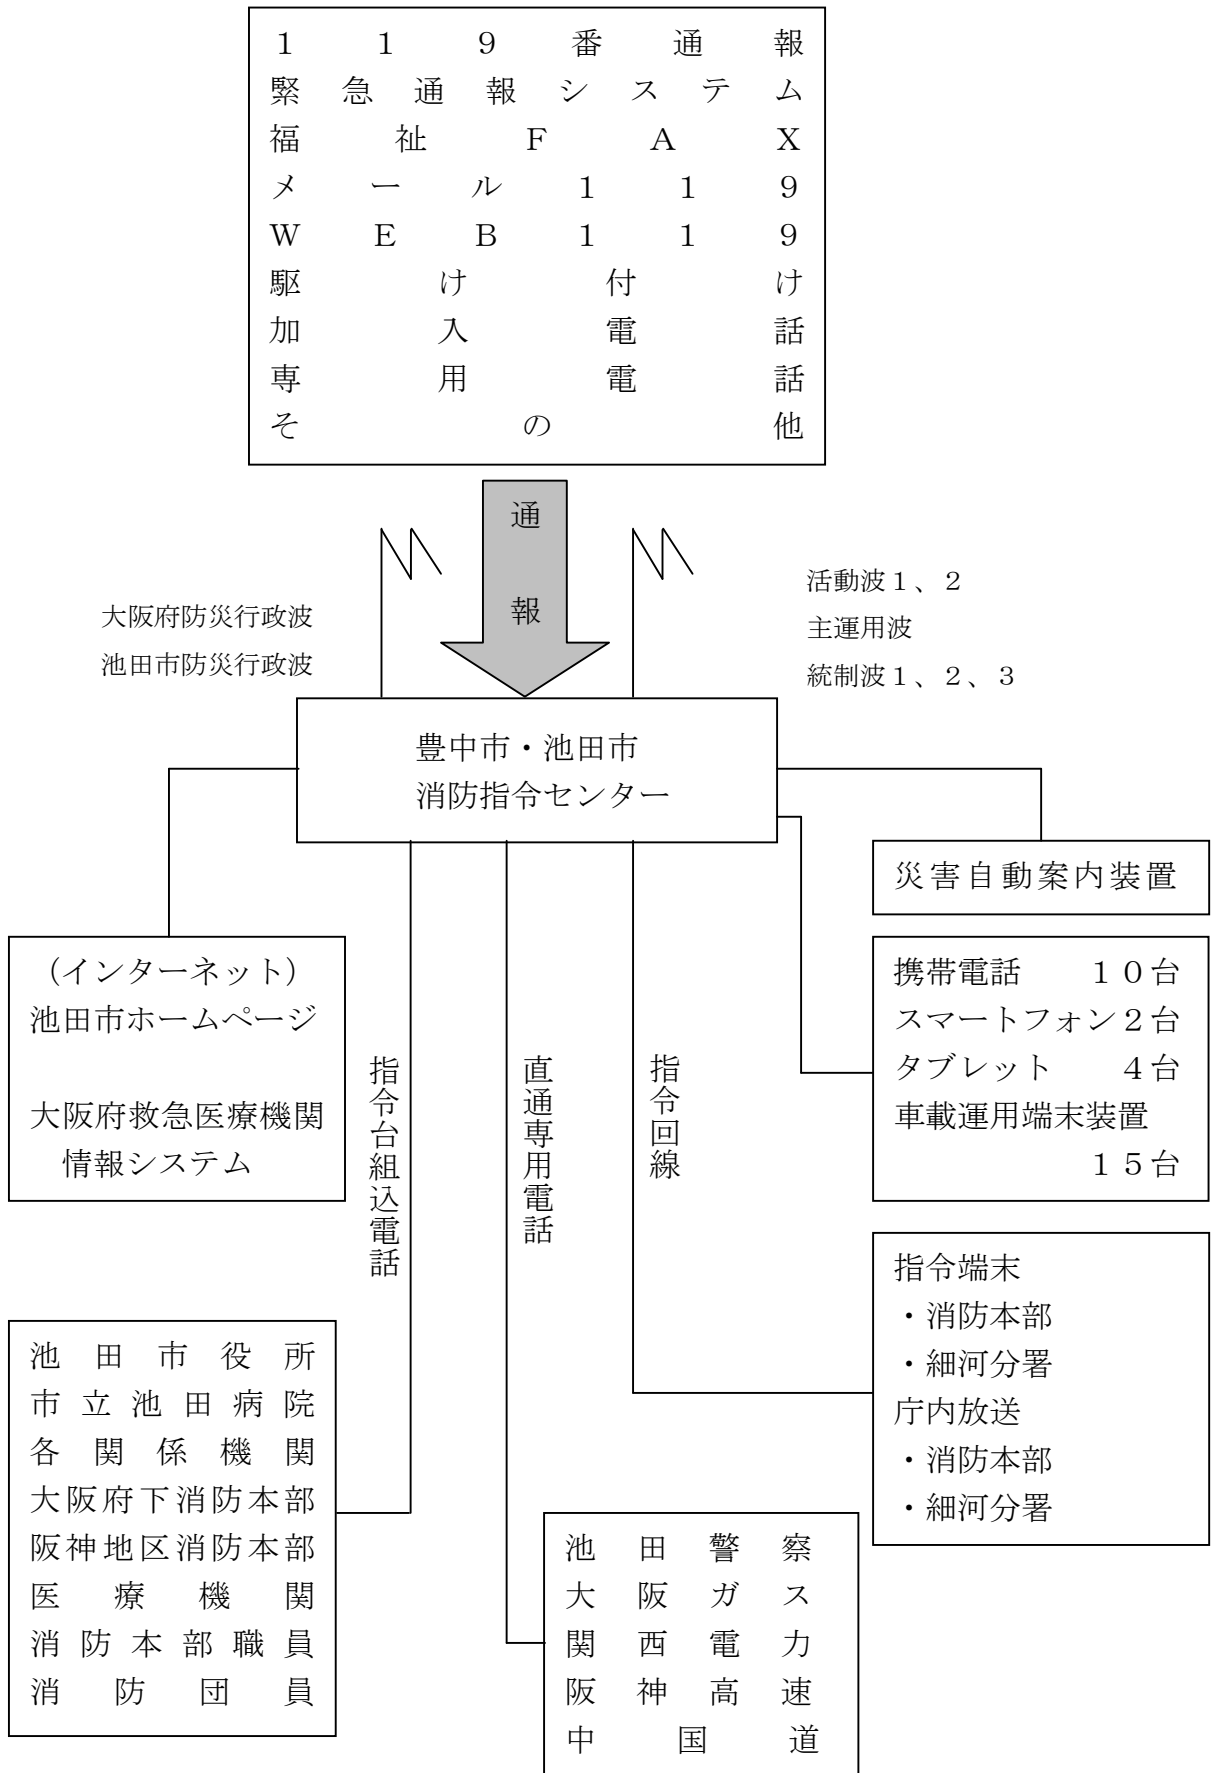 １１９番通報
緊急通報システム
福祉ＦＡＸ
メール１１９
ＷＥＢ１１９
駆け付け
加入電話
専用電話
その他
通報
大阪府防災行政波
池田市防災行政波
活動波１、２
主運用波
統制波１、２、３
豊中市・池田市
消防指令センター
災害自動案内装置
（インターネット）
池田市ホームページ
大阪府救急医療機関
情報システム
携帯電話　　１０台
スマートフォン２台
タブレット　　４台
車載運用端末装置
１５台
指令台組込電話
直通専用電話
指令回線
指令端末
・消防本部
・細河分署
庁内放送
・消防本部
・細河分署
池田市役所
市立池田病院
各関係機関
大阪府下消防本部
阪神地区消防本部
医療機関
消防本部職員
消防団員
池田警察
大阪ガス
関西電力
阪神高速
中国道